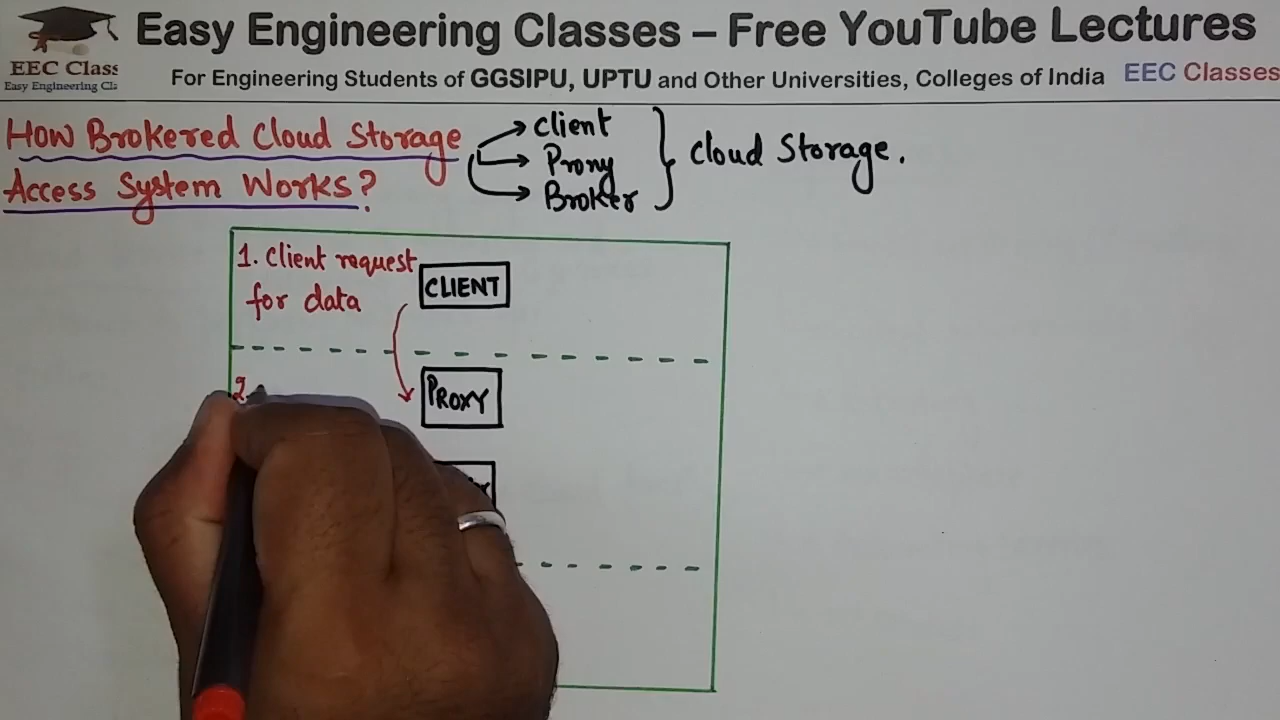 Easy Engineering Classes – Free YouTube Lectures
EEC Class
Easy Engineering Cla
For Engineering Students of GGSIPU, UPTU and Other Universities, Colleges of India
EEC Classes
How Brokered Cloud Storage
Access System Works?
Client
Proxy
Broker
Cloud Storage.
1. Client request
for data
CLIENT
PROXY
2.